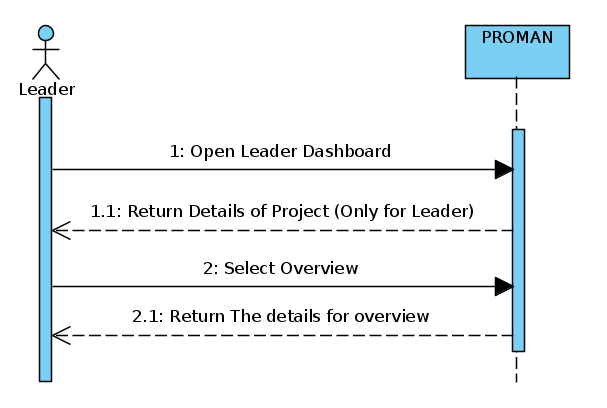 PROMAN
Leader
1: Open Leader Dashboard
1.1: Return Details of Project (Only for Leader)
2: Select Overview
2.1: Return The details for overview